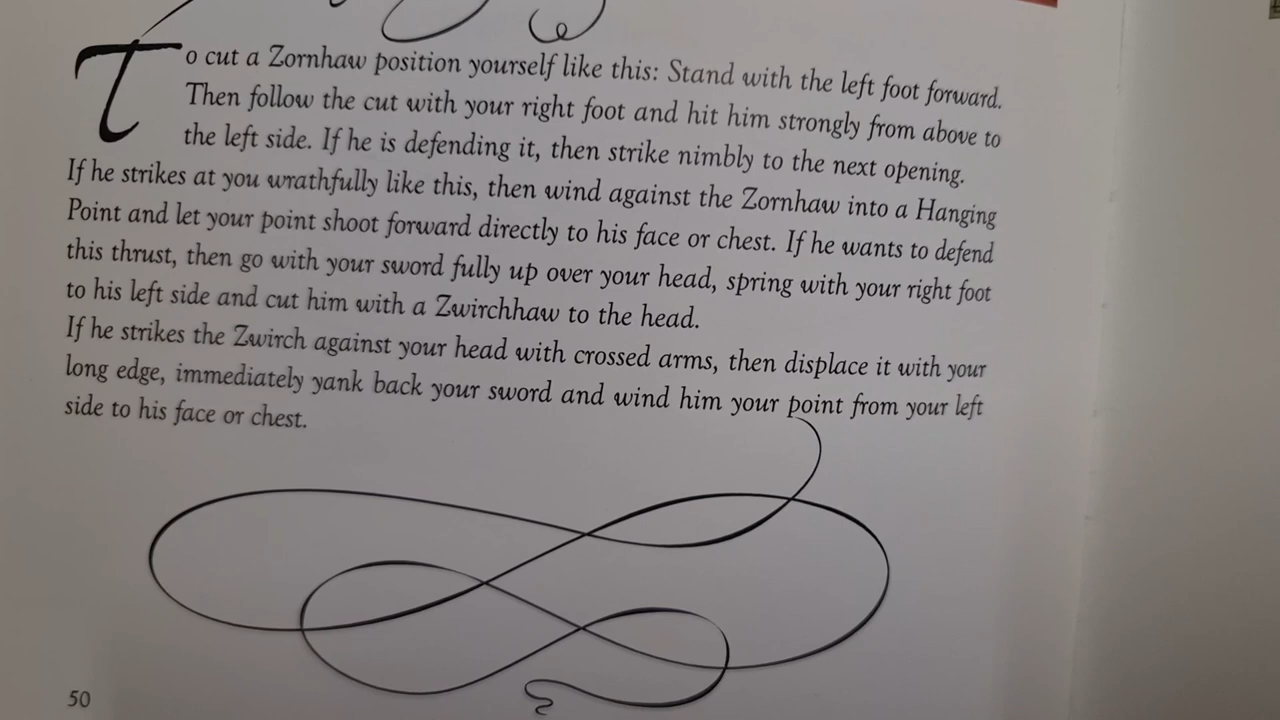 To cut a Zornhaw position yourself like this: Stand with the left foot forward.
Then follow the cut with your right foot and hit him strongly from above to
the left side. If he is defending it, then strike nimbly to the next opening.
If he strikes at you wrathfully like this, then wind against the Zornhaw into a Hanging
Point and let your point shoot forward directly to his face or chest. If he wants to defend
this thrust, then go with your sword fully up over your head, spring with your right foot
to his left side and cut him with a Zwirchhaw to the head.
If he strikes the Zwirch against your head with crossed arms, then displace it with your
long edge, immediately yank back your sword and wind him your point from your left
side to his face or chest.
50